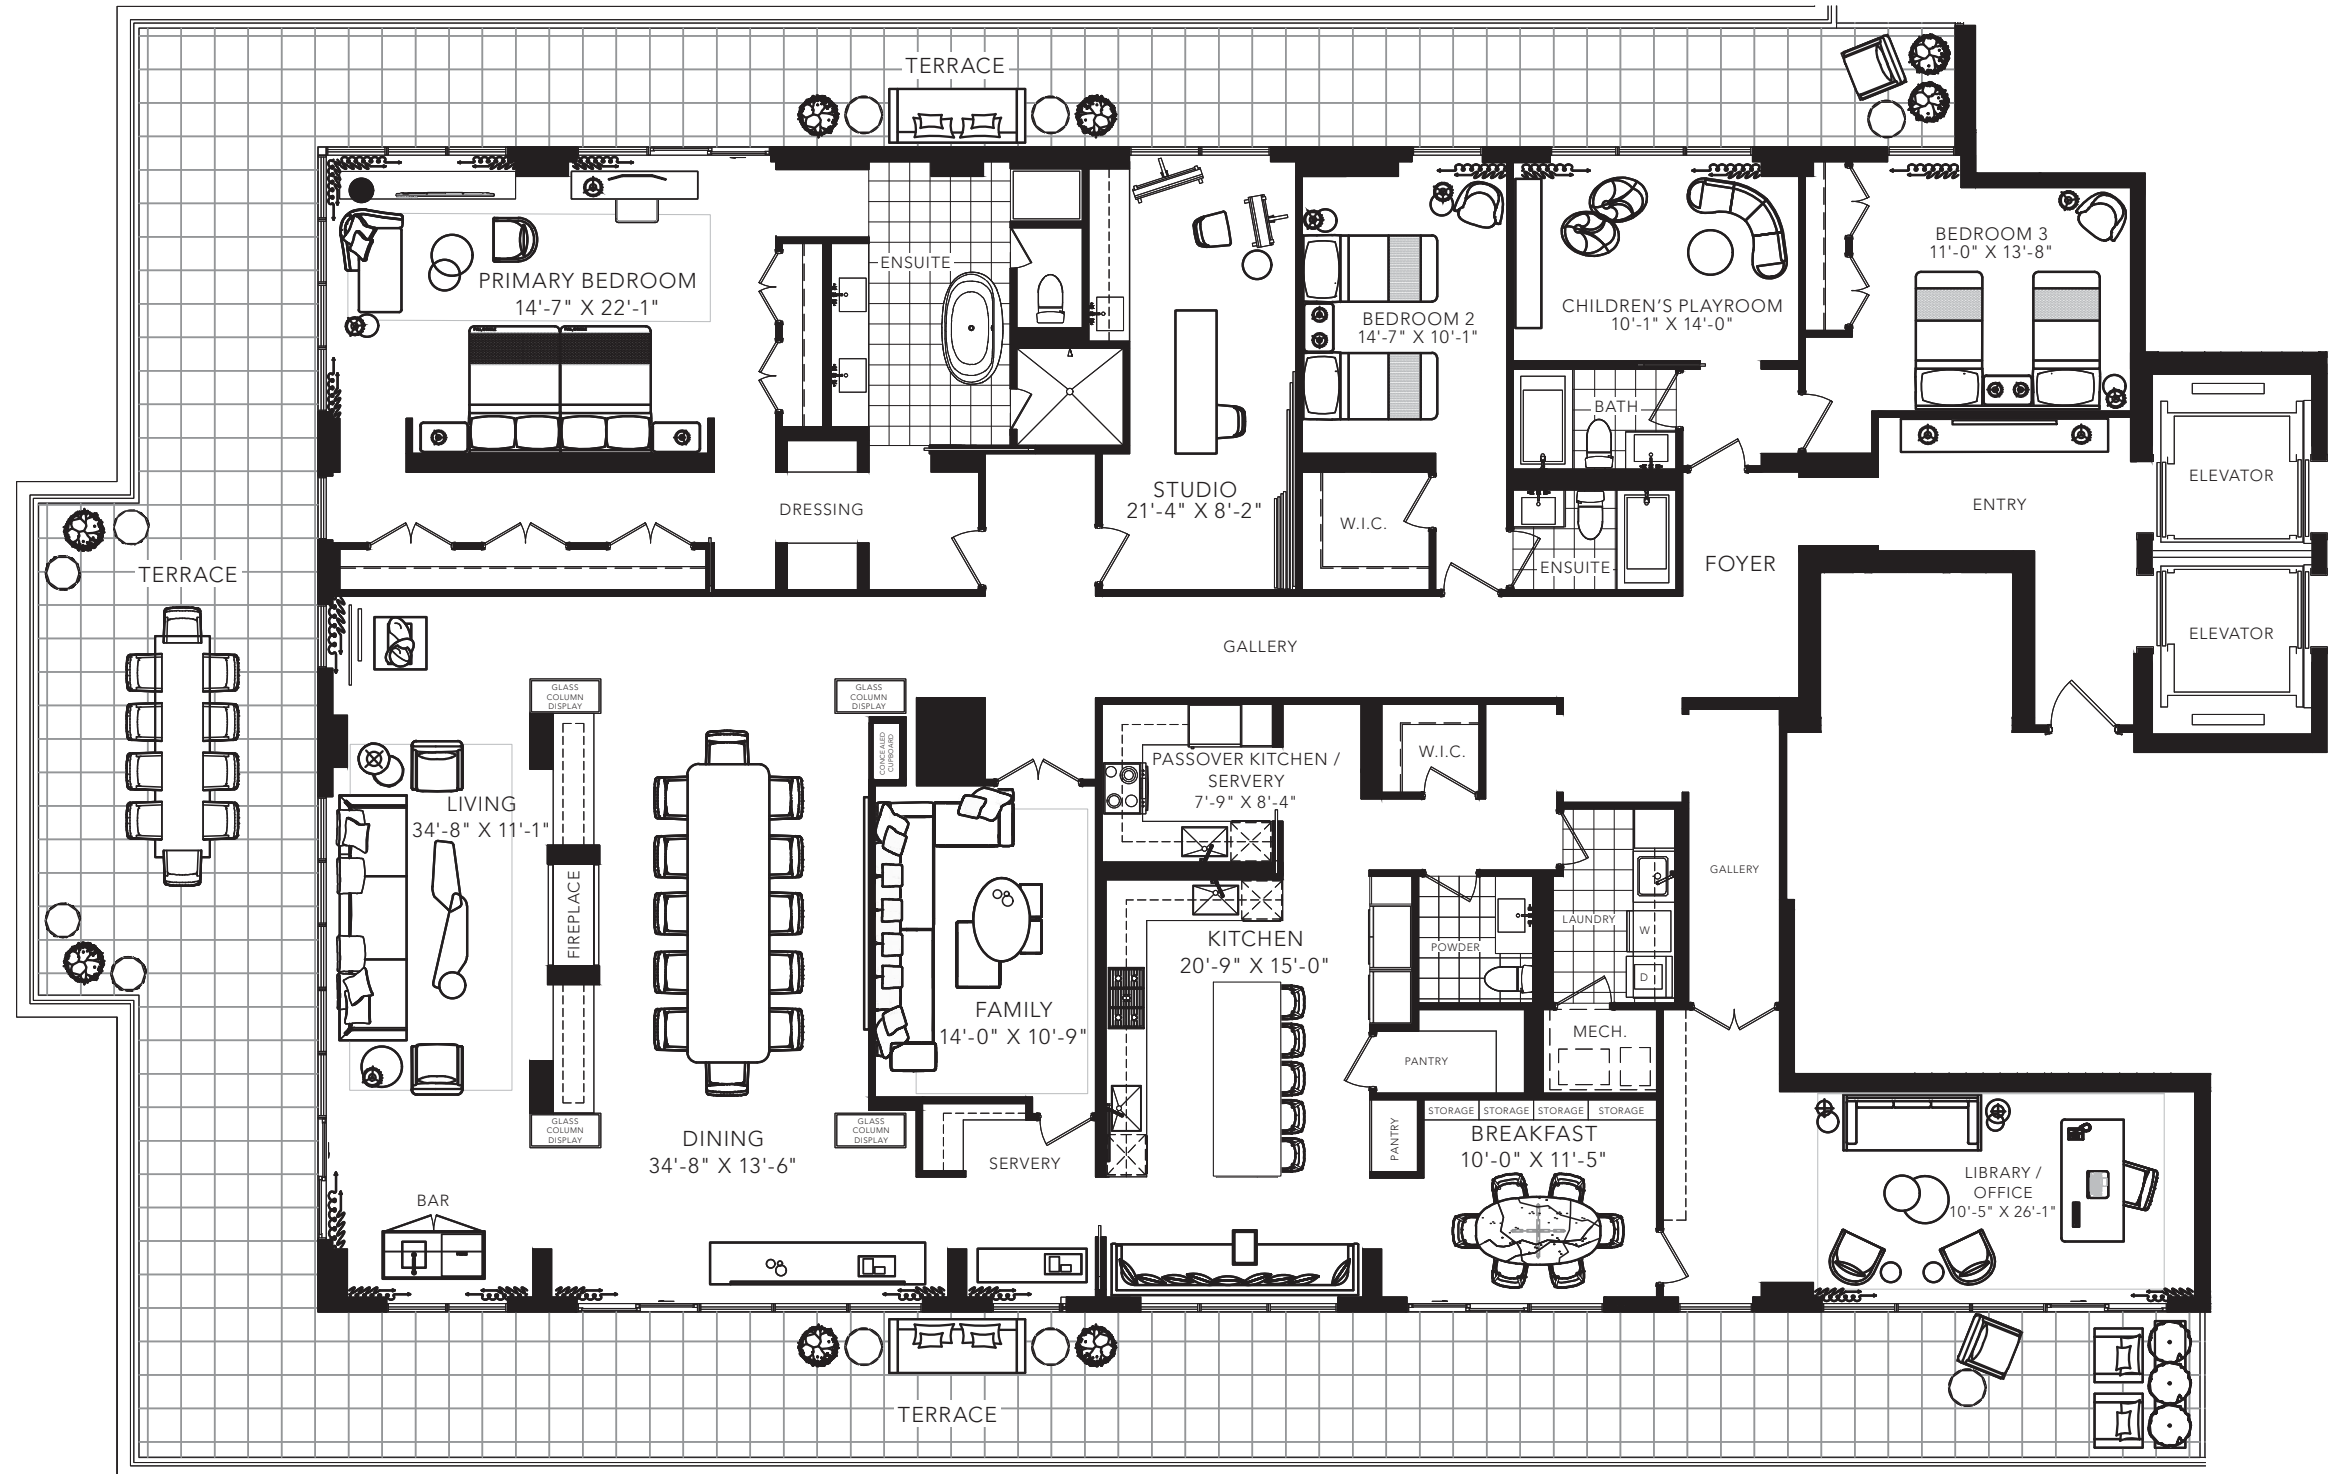 TERRACE
PRIMARY BEDROOM
14'-7" X 22'-1"
ENSUITE
DRESSING
STUDIO
21'-4" X 8'-2"
BEDROOM 2
14'-7" X 10'-1"
W.I.C.
CHILDREN'S PLAYROOM
10'-1" X 14'-0"
BATH
ENSUITE
BEDROOM 3
11'-0" X 13'-8"
FOYER
ENTRY
ELEVATOR
ELEVATOR
TERRACE
GALLERY
GLASS
COLUMN
DISPLAY
GLASS
COLUMN
DISPLAY
CONCEALED
CUPBOARD
LIVING
34'-8" X 11'-1"
FIREPLACE
GLASS
COLUMN
DISPLAY
GLASS
COLUMN
DISPLAY
DINING
34'-8" X 13'-6"
BAR
FAMILY
14'-0" X 10'-9"
SERVERY
PASSOVER KITCHEN /
SERVERY
7'-9" X 8'-4"
W.I.C.
KITCHEN
20'-9" X 15'-0"
POWDER
LAUNDRY
W
D
GALLERY
MECH.
PANTRY
PANTRY
STORAGE
STORAGE
STORAGE
STORAGE
BREAKFAST
10'-0" X 11'-5"
LIBRARY /
OFFICE
10'-5" X 26'-1"
TERRACE